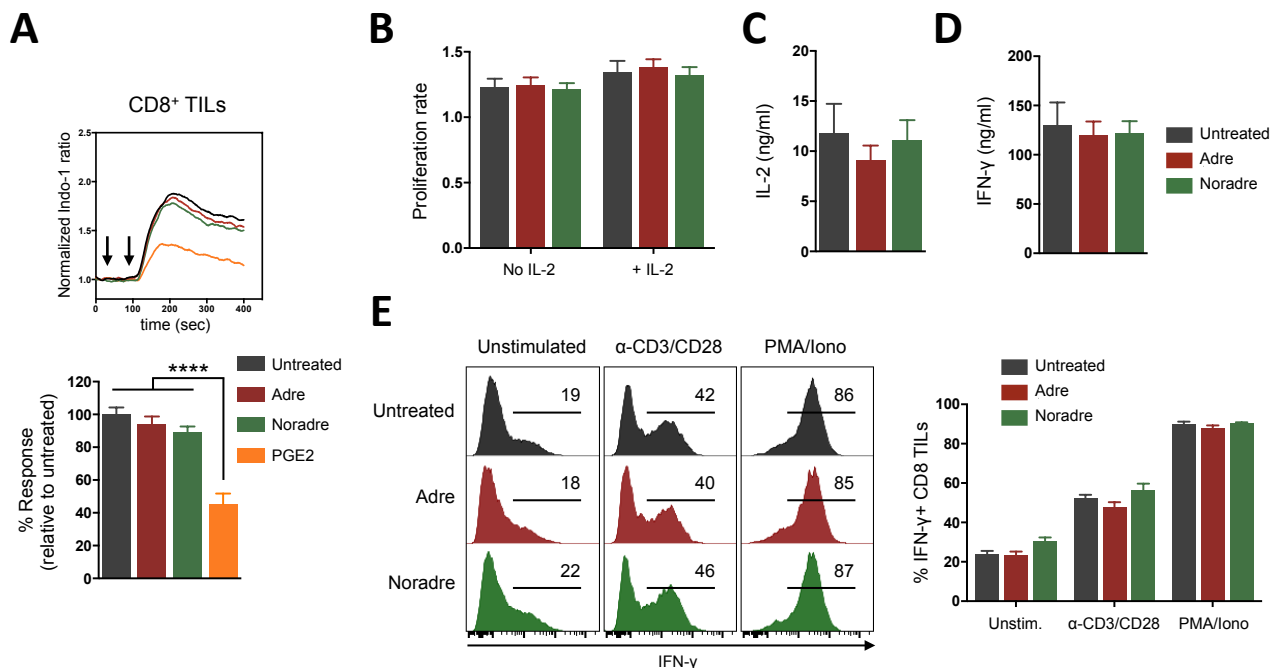 A
CD8⁺ TILs
Normalized Indo-1 ratio
2.5
2.0
1.5
1.0
0
100
200
300
400
time (sec)
% Response
(relative to untreated)
120
100
80
60
40
20
0
****
Untreated
Adre
Noradre
PGE2
B
Proliferation rate
1.5
1.0
0.5
0.0
No IL-2
+ IL-2
C
IL-2 (ng/ml)
20
15
10
5
0
D
IFN-γ (ng/ml)
200
150
100
50
0
Untreated
Adre
Noradre
E
Unstimulated
α-CD3/CD28
PMA/Iono
Untreated
19
42
86
Adre
18
40
85
Noradre
22
46
87
IFN-γ
% IFN-γ+ CD8 TILs
100
80
60
40
20
0
Untreated
Adre
Noradre
Unstim.
α-CD3/CD28
PMA/Iono